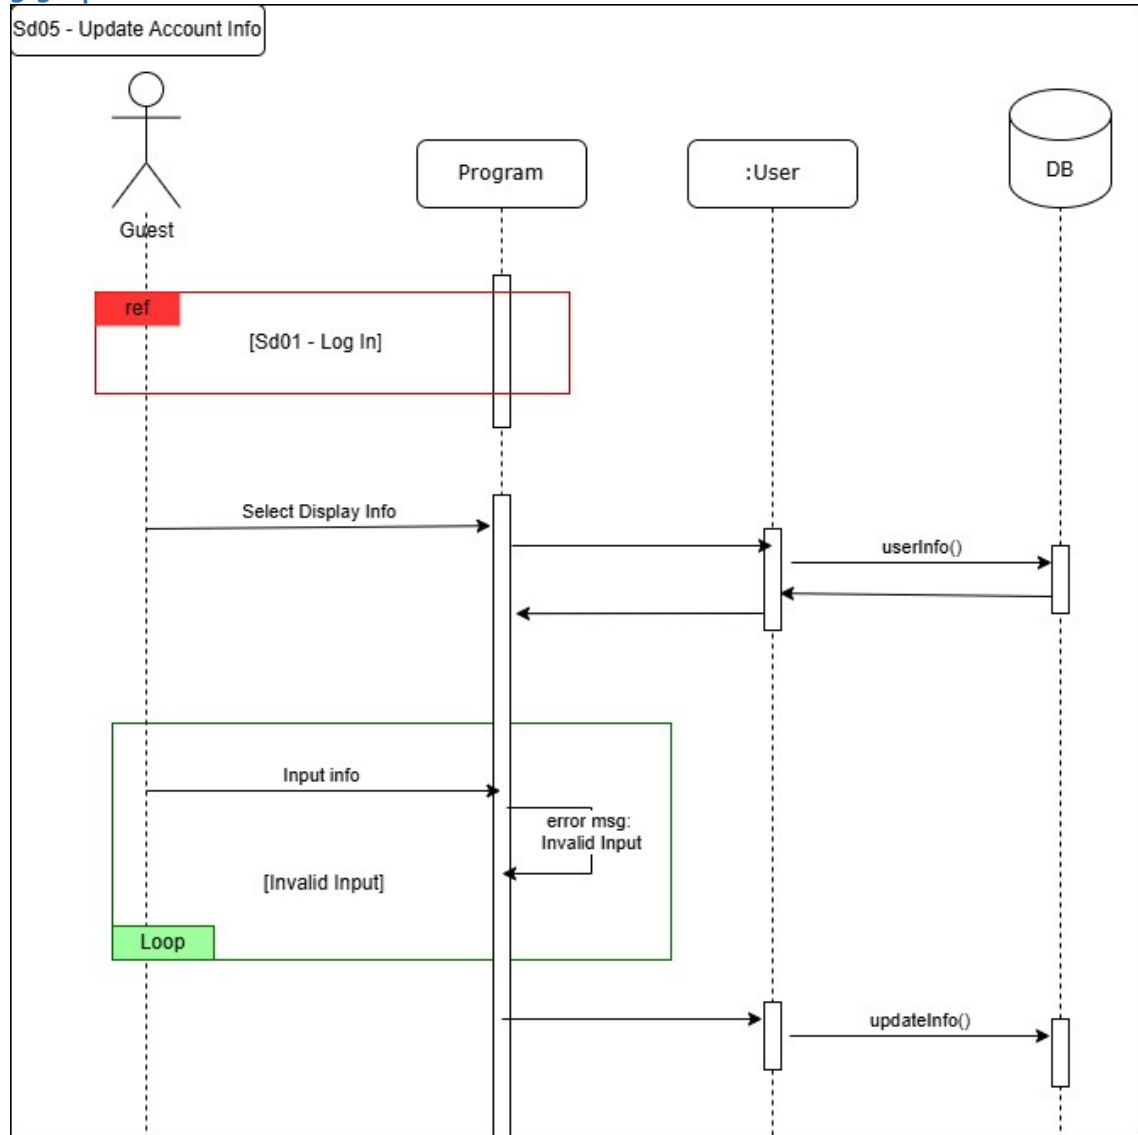 Sd05 - Update Account Info
Program
:User
DB
Guest
ref
[Sd01 - Log In]
Select Display Info
userInfo()
Input info
error msg:
Invalid Input
[Invalid Input]
Loop
updateInfo()